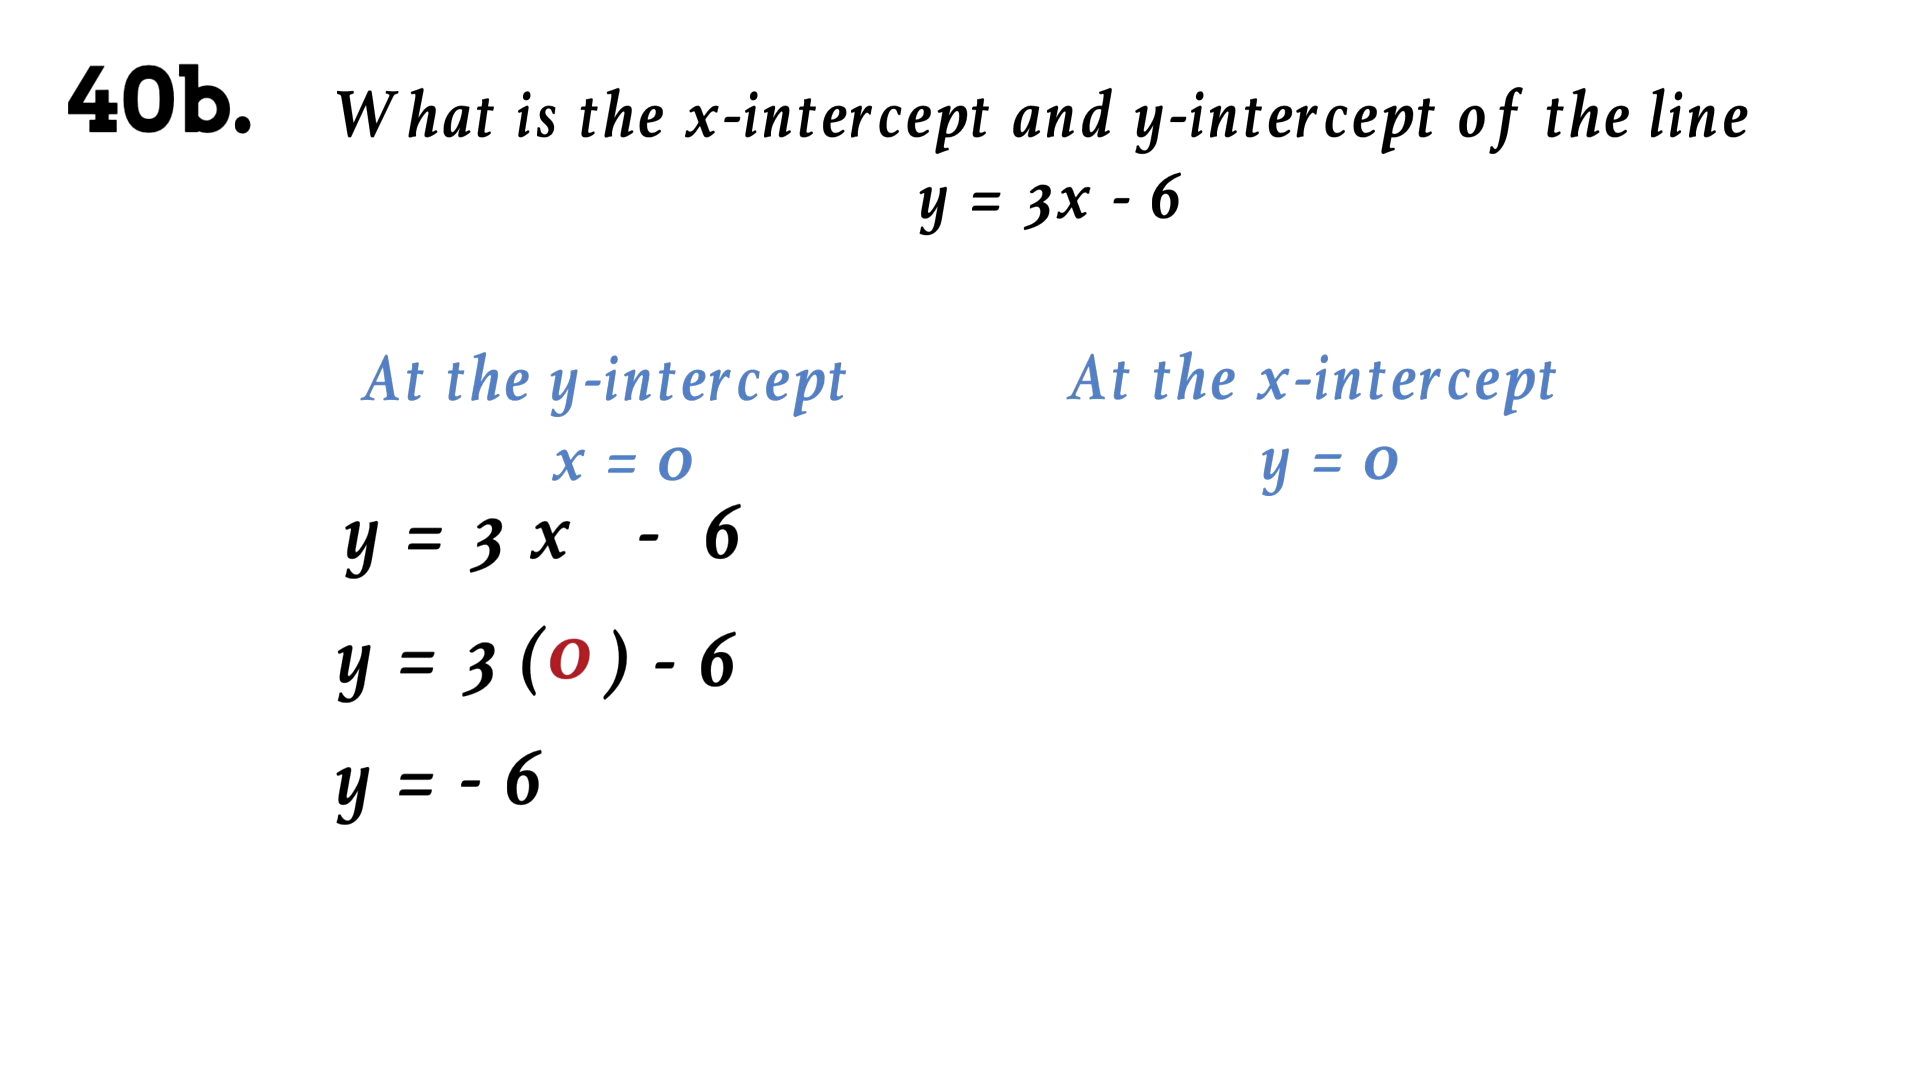 40b. What is the x-intercept and y-intercept of the line
y = 3x - 6
At the y-intercept
x = 0
y = 3 x - 6
y = 3 (0) - 6
y = - 6
At the x-intercept
y = 0